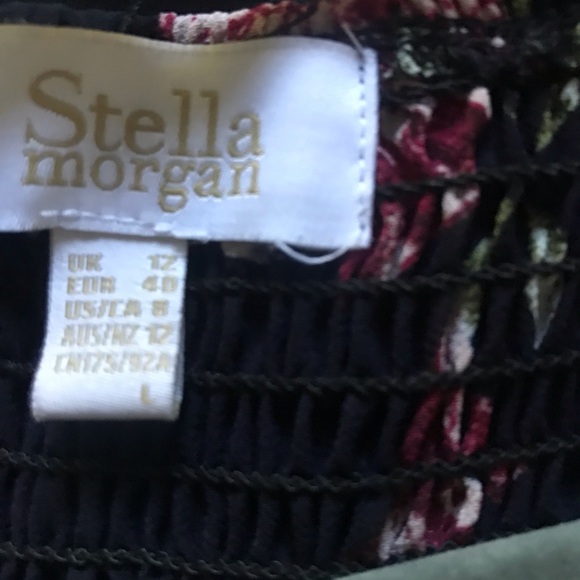 Stella
morgan
UK 12
EUR 40
US/CA 8
AUS/NZ 12
CN175/92A
L